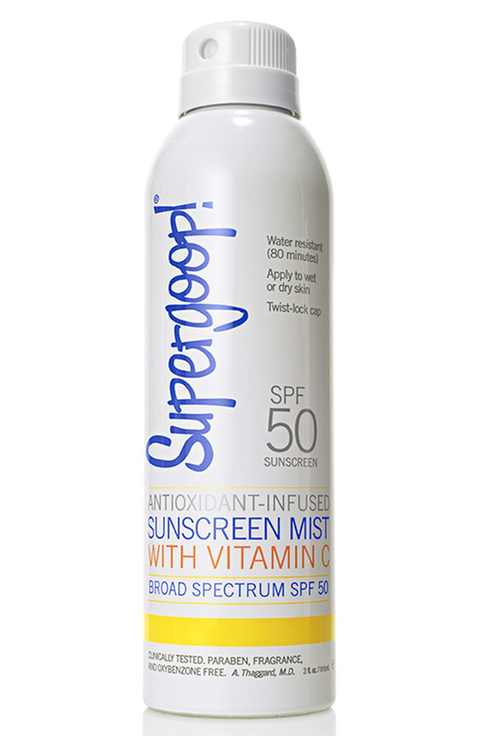 Supergoop!®
Water resistant
(80 minutes)
Apply to wet
or dry skin
Twist-lock cap
SPF
50
SUNSCREEN
ANTIOXIDANT-INFUSED
SUNSCREEN MIST
WITH VITAMIN C
BROAD SPECTRUM SPF 50
CLINICALLY TESTED. PARABEN, FRAGRANCE,
AND OXYBENZONE FREE. A. Thaggard, M.D.